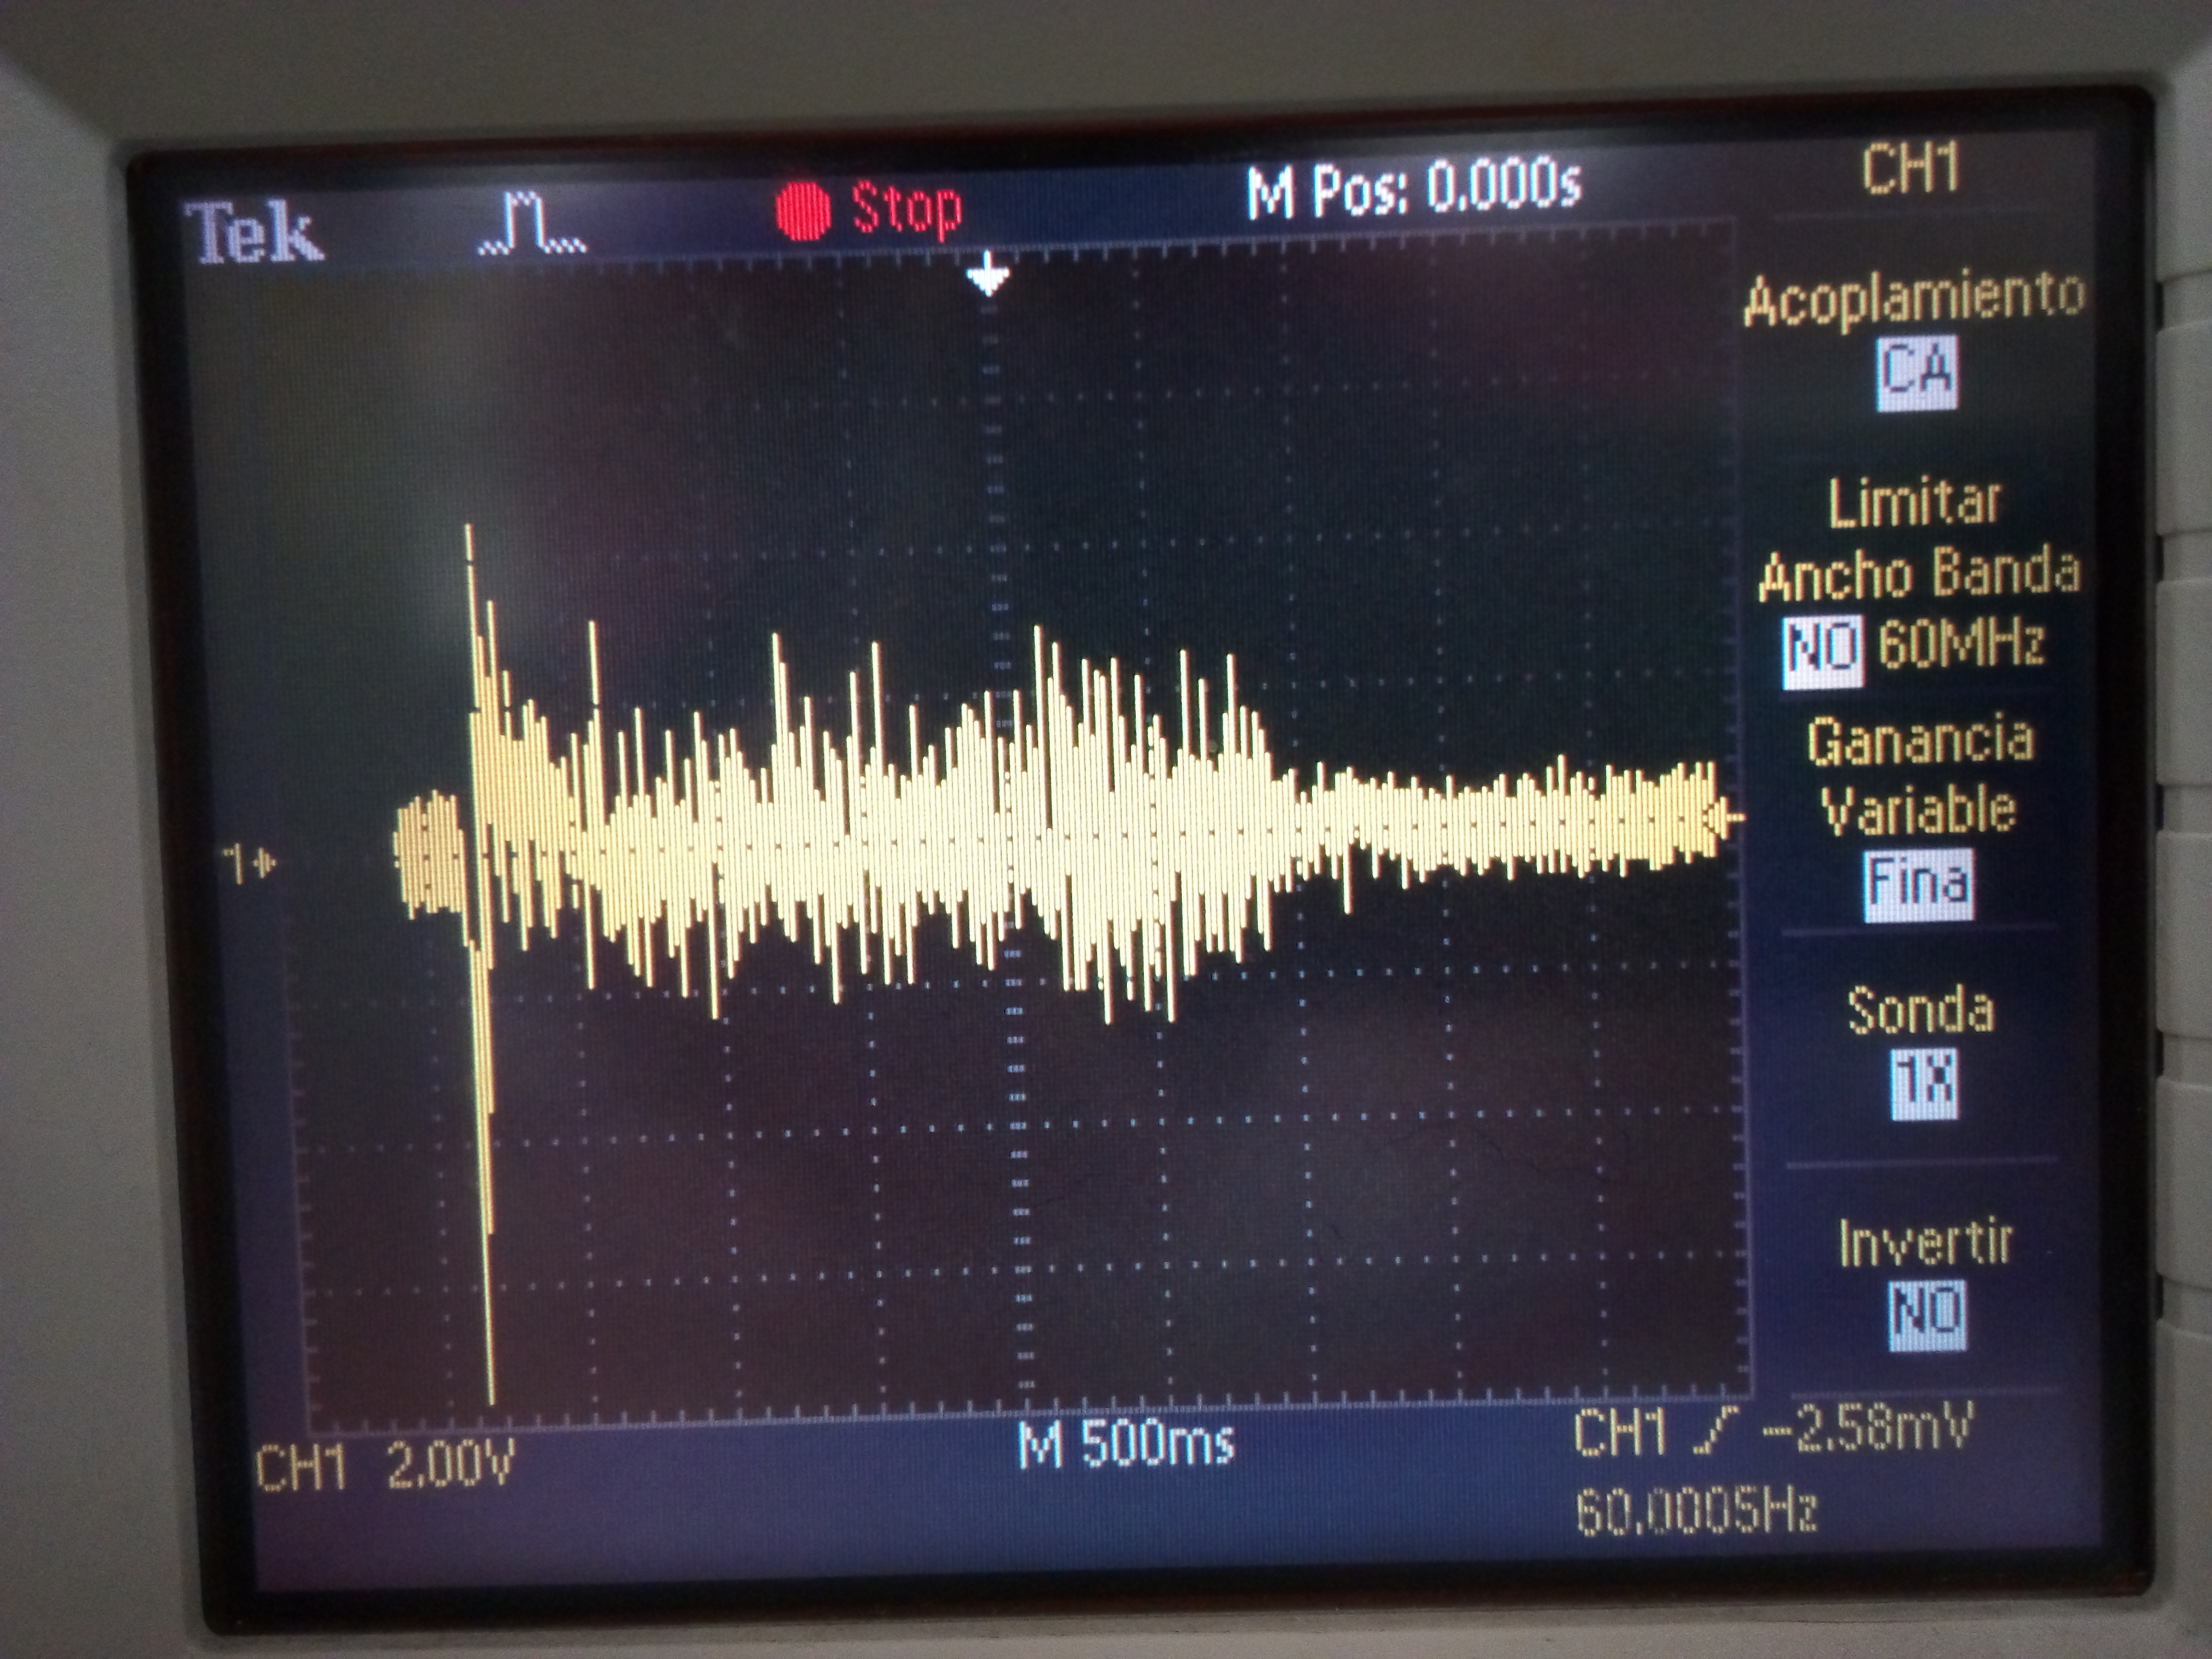 Tek
Stop
M Pos: 0.000s
CH1
Acoplamiento
CA
Limitar
Ancho Banda
NO 60MHz
Ganancia
Variable
Fina
Sonda
1X
Invertir
NO
1
CH1 2.00V
M 500ms
CH1 -2.58mV
60.0005Hz